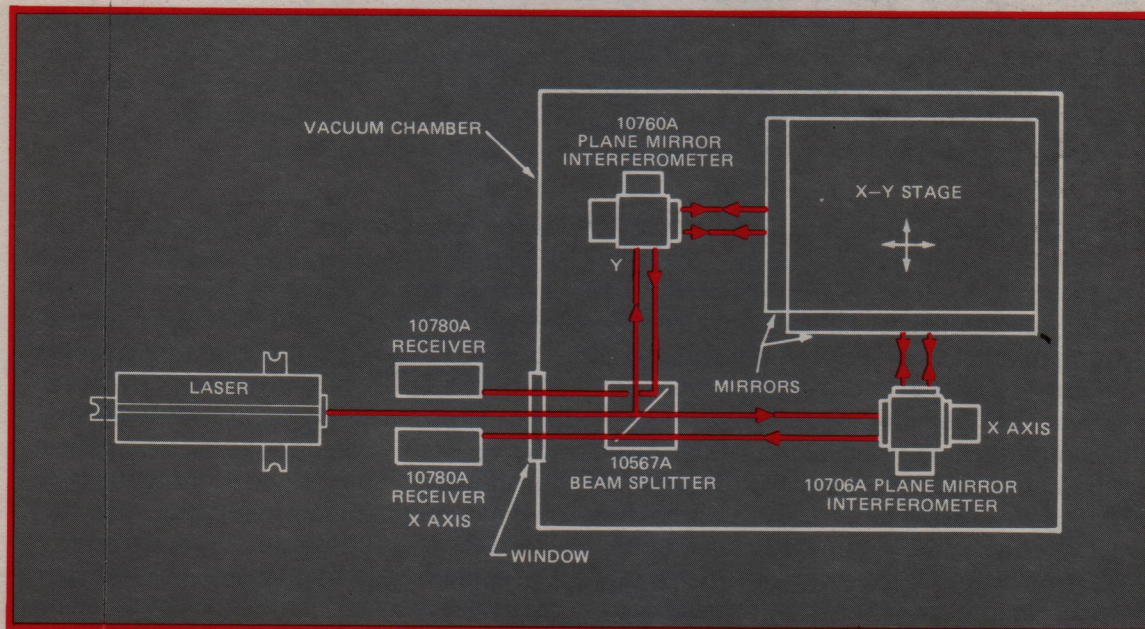 VACUUM CHAMBER
10760A
PLANE MIRROR
INTERFEROMETER
X–Y STAGE
Y
10780A
RECEIVER
LASER
MIRRORS
X AXIS
10780A
RECEIVER
X AXIS
10567A
BEAM SPLITTER
10706A PLANE MIRROR
INTERFEROMETER
WINDOW